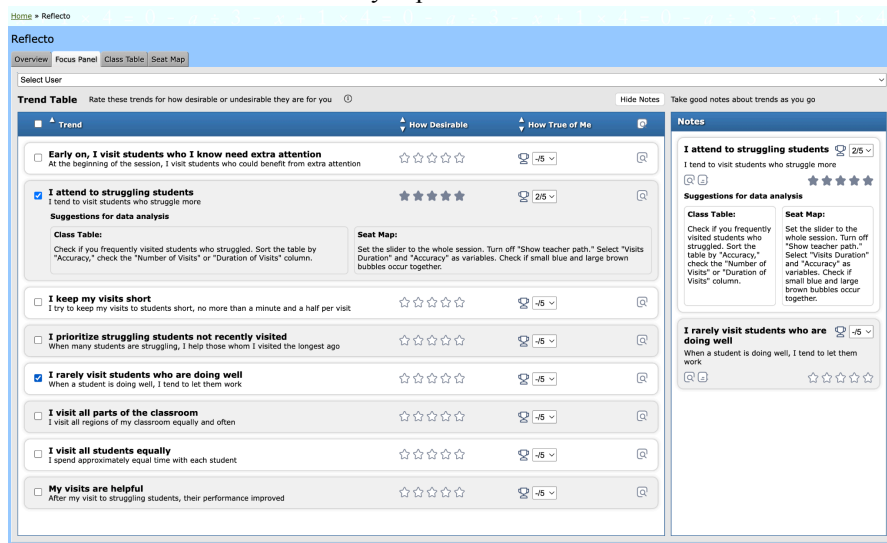 Home » Reflecto
Reflecto
Overview Focus Panel Class Table Seat Map
Select User
Trend Table Rate these trends for how desirable or undesirable they are for you Hide Notes Take good notes about trends as you go
Trend How Desirable How True of Me
Early on, I visit students who I know need extra attention
At the beginning of the session, I visit students who could benefit from extra attention
-/5
I attend to struggling students
I tend to visit students who struggle more
2/5
Suggestions for data analysis
Class Table:
Check if you frequently visited students who struggled. Sort the table by
"Accuracy," check the "Number of Visits" or "Duration of Visits" column.
Seat Map:
Set the slider to the whole session. Turn off "Show teacher path." Select "Visits
Duration" and "Accuracy" as variables. Check if small blue and large brown
bubbles occur together.
I keep my visits short
I try to keep my visits to students short, no more than a minute and a half per visit
-/5
I prioritize struggling students not recently visited
When many students are struggling, I help those whom I visited the longest ago
-/5
I rarely visit students who are doing well
When a student is doing well, I tend to let them work
-/5
I visit all parts of the classroom
I visit all regions of my classroom equally and often
-/5
I visit all students equally
I spend approximately equal time with each student
-/5
My visits are helpful
After my visit to struggling students, their performance improved
-/5
Notes
I attend to struggling students 2/5
I tend to visit students who struggle more
Suggestions for data analysis
Class Table:
Check if you frequently
visited students who
struggled. Sort the
table by "Accuracy,"
check the "Number of
Visits" or "Duration of
Visits" column.
Seat Map:
Set the slider to the
whole session. Turn off
"Show teacher path."
Select "Visits Duration"
and "Accuracy" as
variables. Check if
small blue and large
brown bubbles occur
together.
I rarely visit students who are -/5
doing well
When a student is doing well, I tend to let them
work